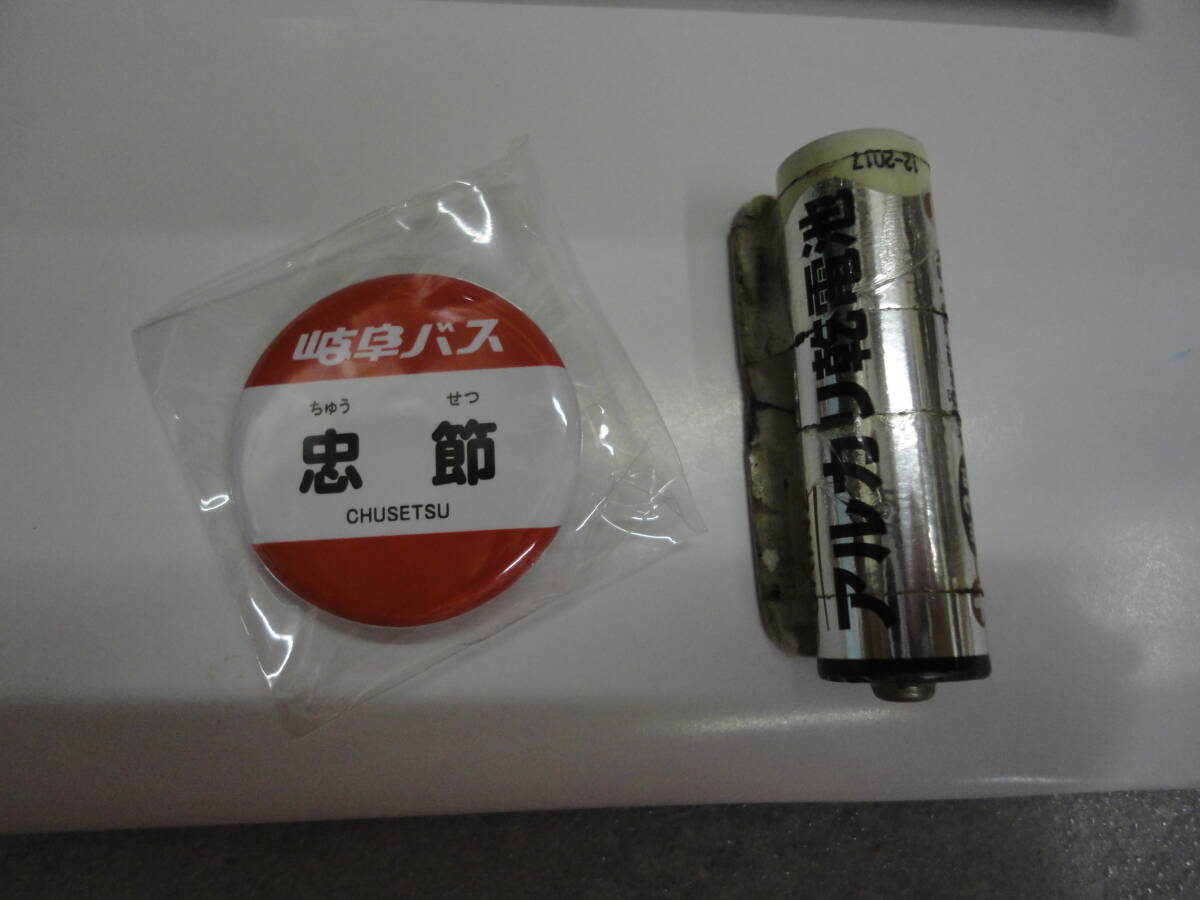 岐阜バス
ちゅう せつ
忠 節
CHUSETSU
12-2017
アルカリ乾電池